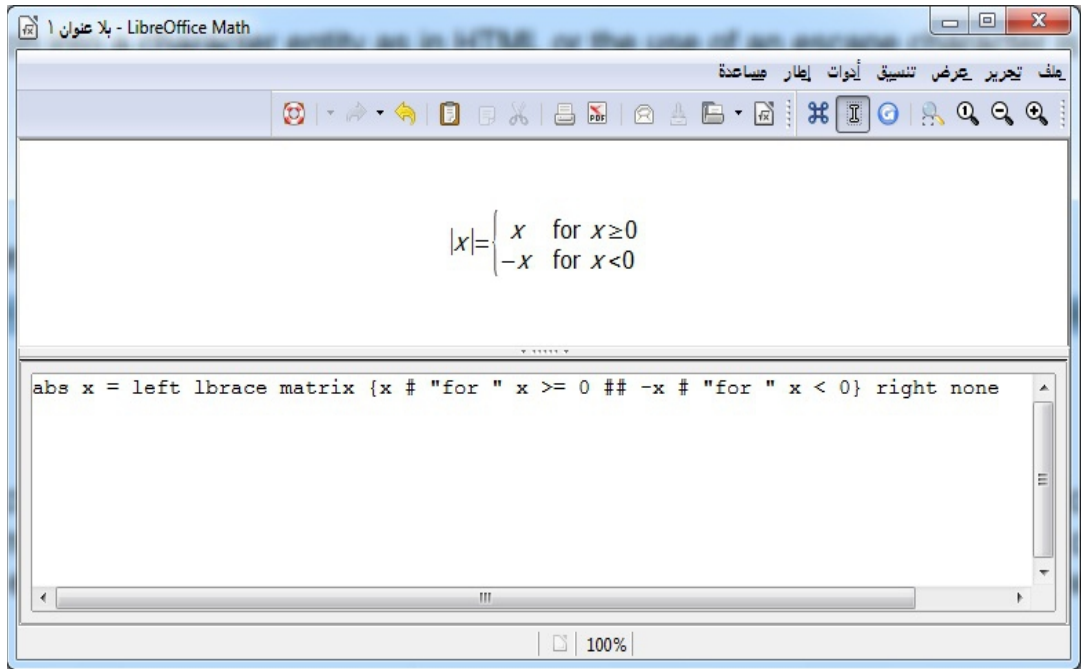 بلا عنوان ١ - LibreOffice Math
ملف تحرير عرض تنسيق أدوات إطار مساعدة
|x|={ x for x≥0
−x for x<0
abs x = left lbrace matrix {x # "for " x >= 0 ## -x # "for " x < 0} right none
100%